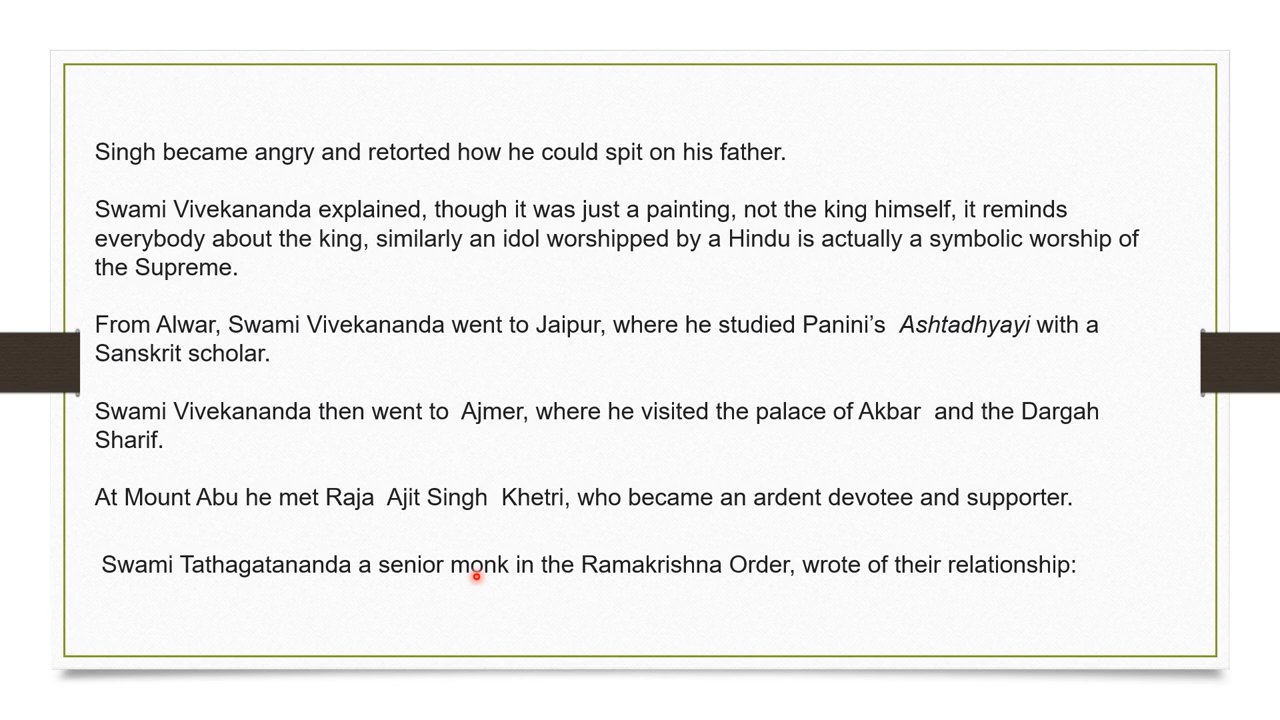 Singh became angry and retorted how he could spit on his father.
Swami Vivekananda explained, though it was just a painting, not the king himself, it reminds
everybody about the king, similarly an idol worshipped by a Hindu is actually a symbolic worship of
the Supreme.
From Alwar, Swami Vivekananda went to Jaipur, where he studied Panini’s Ashtadhyayi with a
Sanskrit scholar.
Swami Vivekananda then went to Ajmer, where he visited the palace of Akbar and the Dargah
Sharif.
At Mount Abu he met Raja Ajit Singh Khetri, who became an ardent devotee and supporter.
Swami Tathagatananda a senior monk in the Ramakrishna Order, wrote of their relationship: